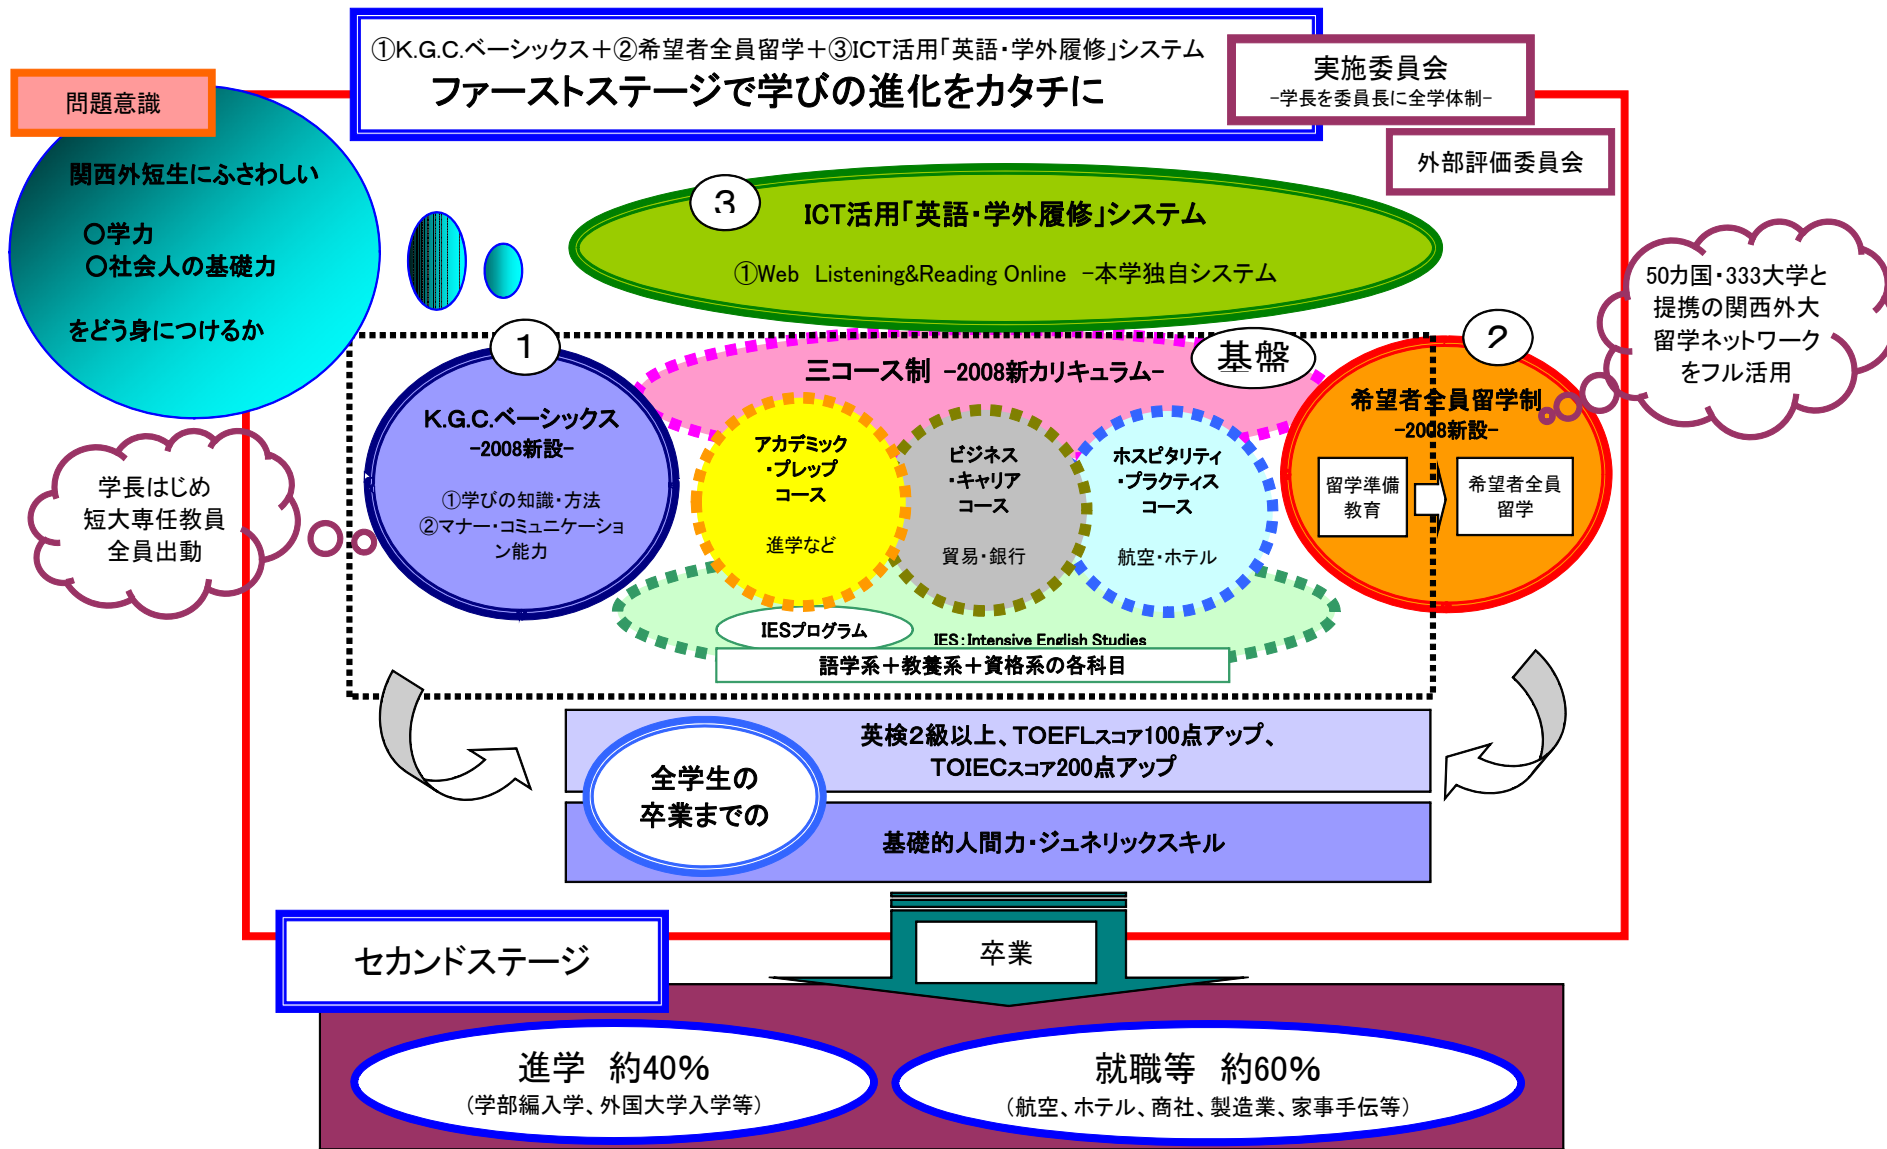 ①K.G.C.ベーシックス＋②希望者全員留学＋③ICT活用「英語・学外履修」システム
ファーストステージで学びの進化をカタチに
実施委員会
-学長を委員長に全学体制-
外部評価委員会
問題意識
関西外短生にふさわしい
○学力
○社会人の基礎力
をどう身につけるか
3
ICT活用「英語・学外履修」システム
①Web Listening&Reading Online -本学独自システム
50カ国・333大学と
提携の関西外大
留学ネットワーク
をフル活用
1
K.G.C.ベーシックス
-2008新設-
①学びの知識・方法
②マナー・コミュニケーショ
ン能力
学長はじめ
短大専任教員
全員出動
三コース制 -2008新カリキュラム-
基盤
アカデミック
・プレップ
コース
進学など
ビジネス
・キャリア
コース
貿易・銀行
ホスピタリティ
・プラクティス
コース
航空・ホテル
2
希望者全員留学制
-2008新設-
留学準備
教育
希望者全員
留学
IESプログラム
IES：Intensive English Studies
語学系＋教養系＋資格系の各科目
全学生の
卒業までの
英検２級以上、TOEFLスコア100点アップ、
TOIECスコア200点アップ
基礎的人間力・ジュネリックスキル
セカンドステージ
卒業
進学 約40%
（学部編入学、外国大学入学等）
就職等 約60%
（航空、ホテル、商社、製造業、家事手伝等）